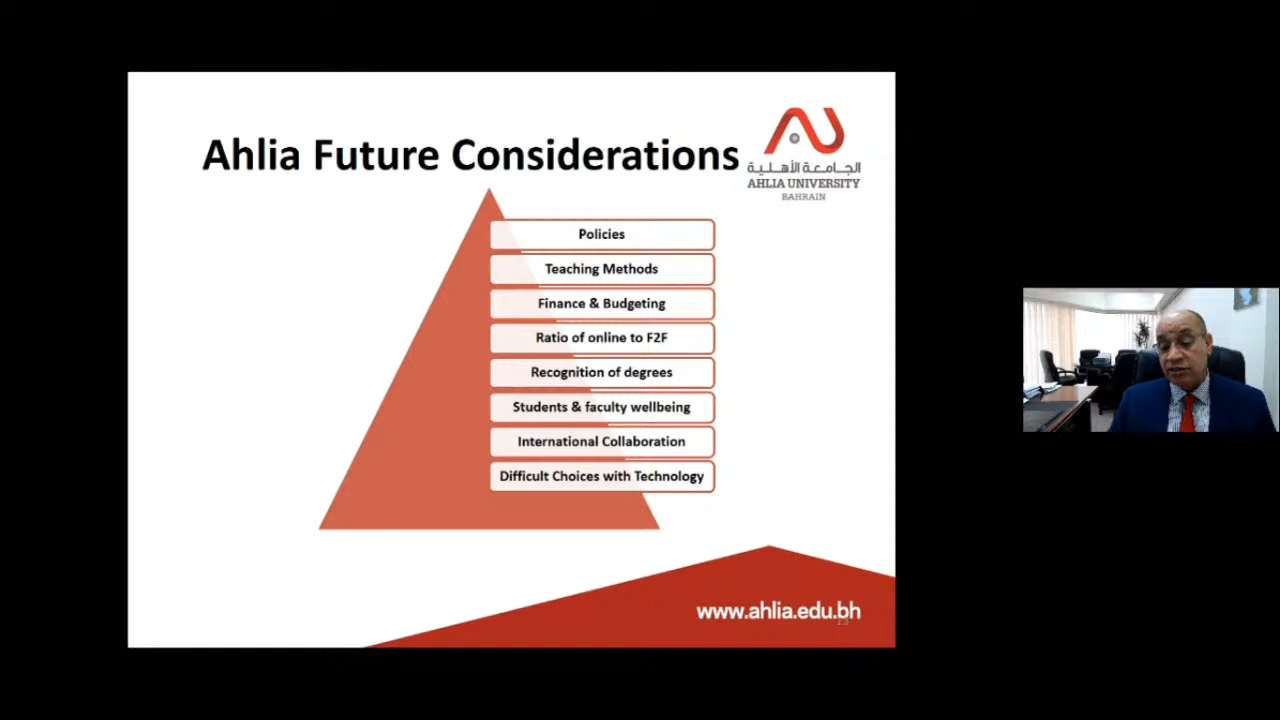 Ahlia Future Considerations
الجامعة الأهلية
AHLIA UNIVERSITY
BAHRAIN
Policies
Teaching Methods
Finance & Budgeting
Ratio of online to F2F
Recognition of degrees
Students & faculty wellbeing
International Collaboration
Difficult Choices with Technology
www.ahlia.edu.bh